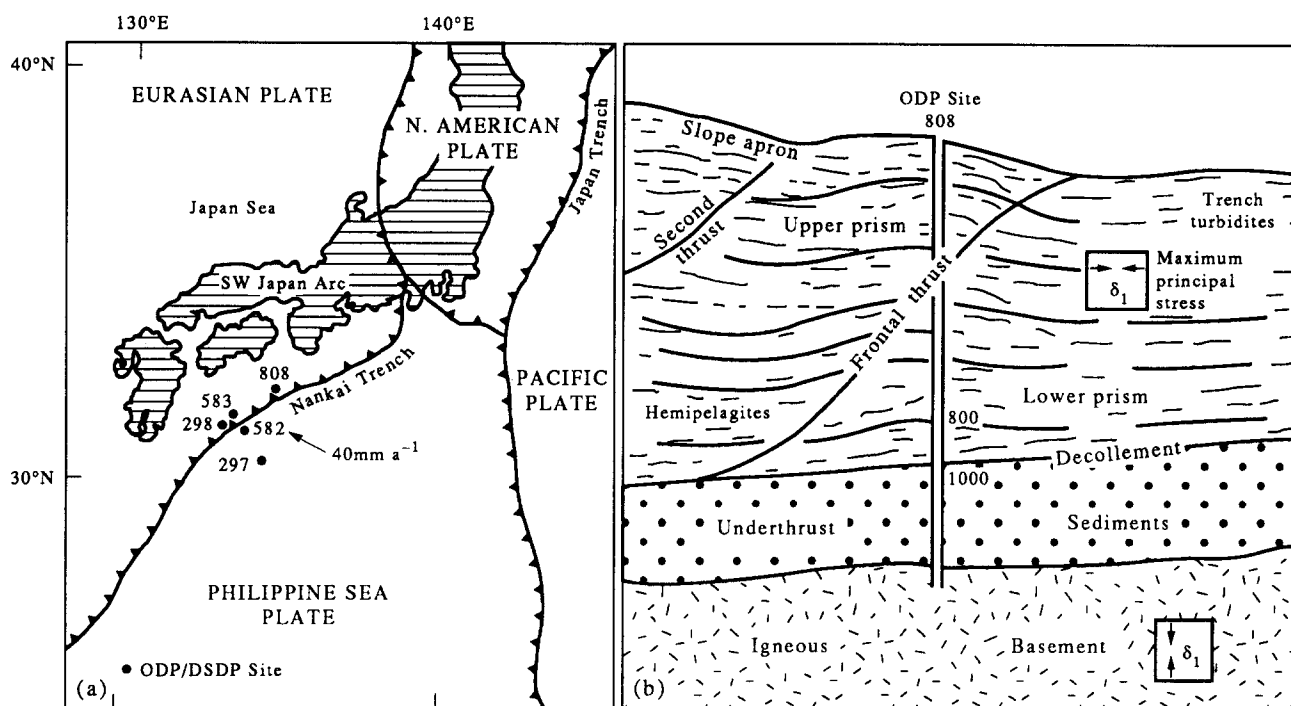 130°E
140°E
40°N
EURASIAN PLATE
N. AMERICAN
PLATE
Japan Trench
Japan Sea
SW Japan Arc
808
Nankai Trench
583
298
582
297
40mm a⁻¹
PACIFIC
PLATE
30°N
PHILIPPINE SEA
PLATE
ODP/DSDP Site
(a)
ODP Site
808
Slope apron
Second
thrust
Upper prism
Trench
turbidites
Maximum
principal
stress
δ₁
Frontal thrust
Hemipelagites
Lower prism
800
Decollement
1000
Underthrust
Sediments
Igneous
Basement
δ₁
(b)